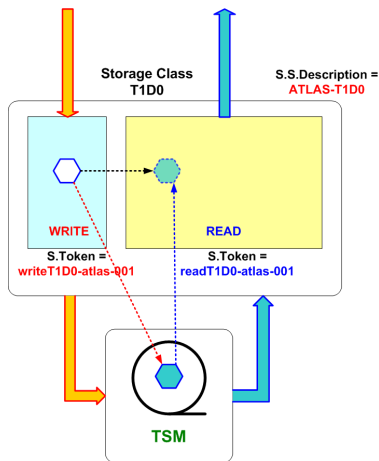 Storage Class
T1D0
S.S.Description =
ATLAS-T1D0
WRITE
READ
S.Token =
writeT1D0-atlas-001
S.Token =
readT1D0-atlas-001
TSM